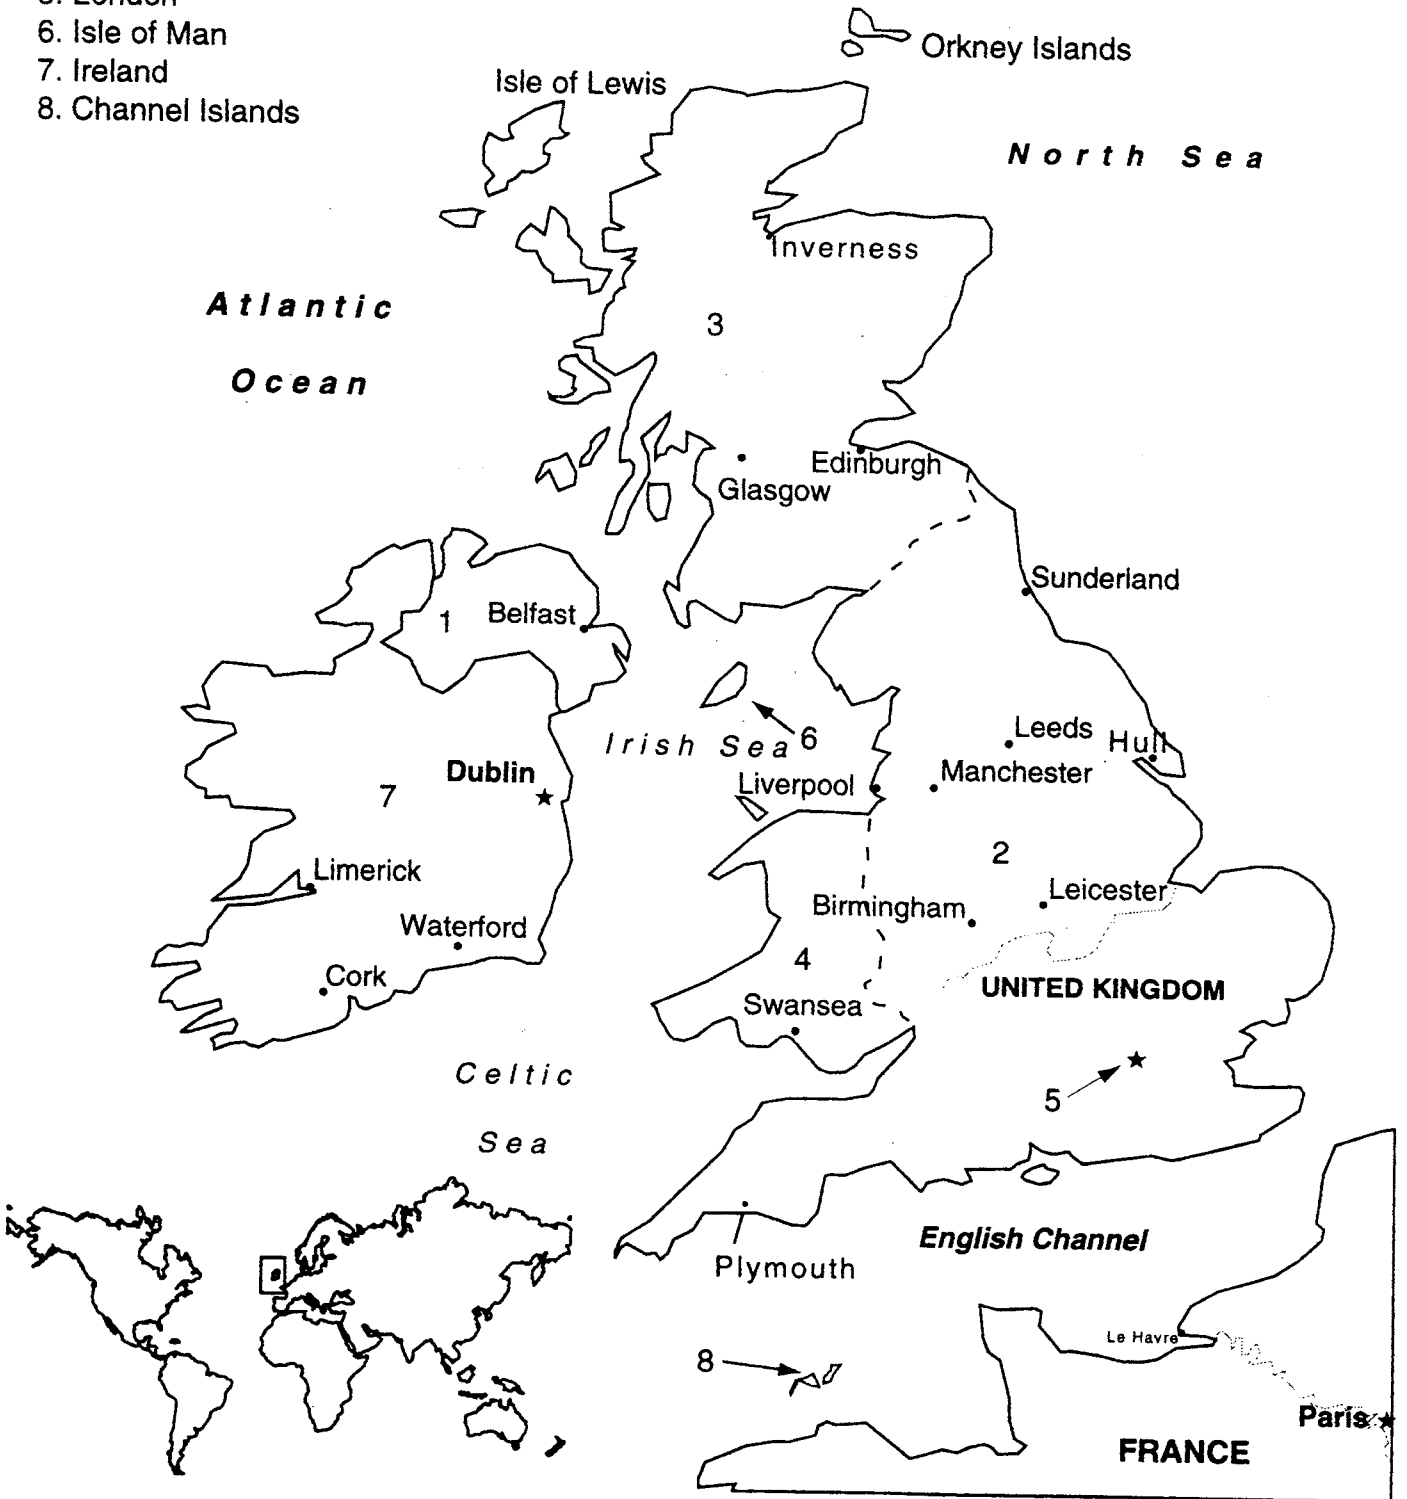 5. London
6. Isle of Man
7. Ireland
8. Channel Islands
Orkney Islands
Isle of Lewis
North Sea
Inverness
Atlantic
Ocean
3
Edinburgh
Glasgow
Sunderland
1
Belfast
Irish Sea
6
Leeds
Hull
Dublin
Manchester
Liverpool
7
2
Limerick
Leicester
Birmingham
Waterford
4
Cork
UNITED KINGDOM
Swansea
Celtic
Sea
5
English Channel
Plymouth
Le Havre
8
Paris
FRANCE